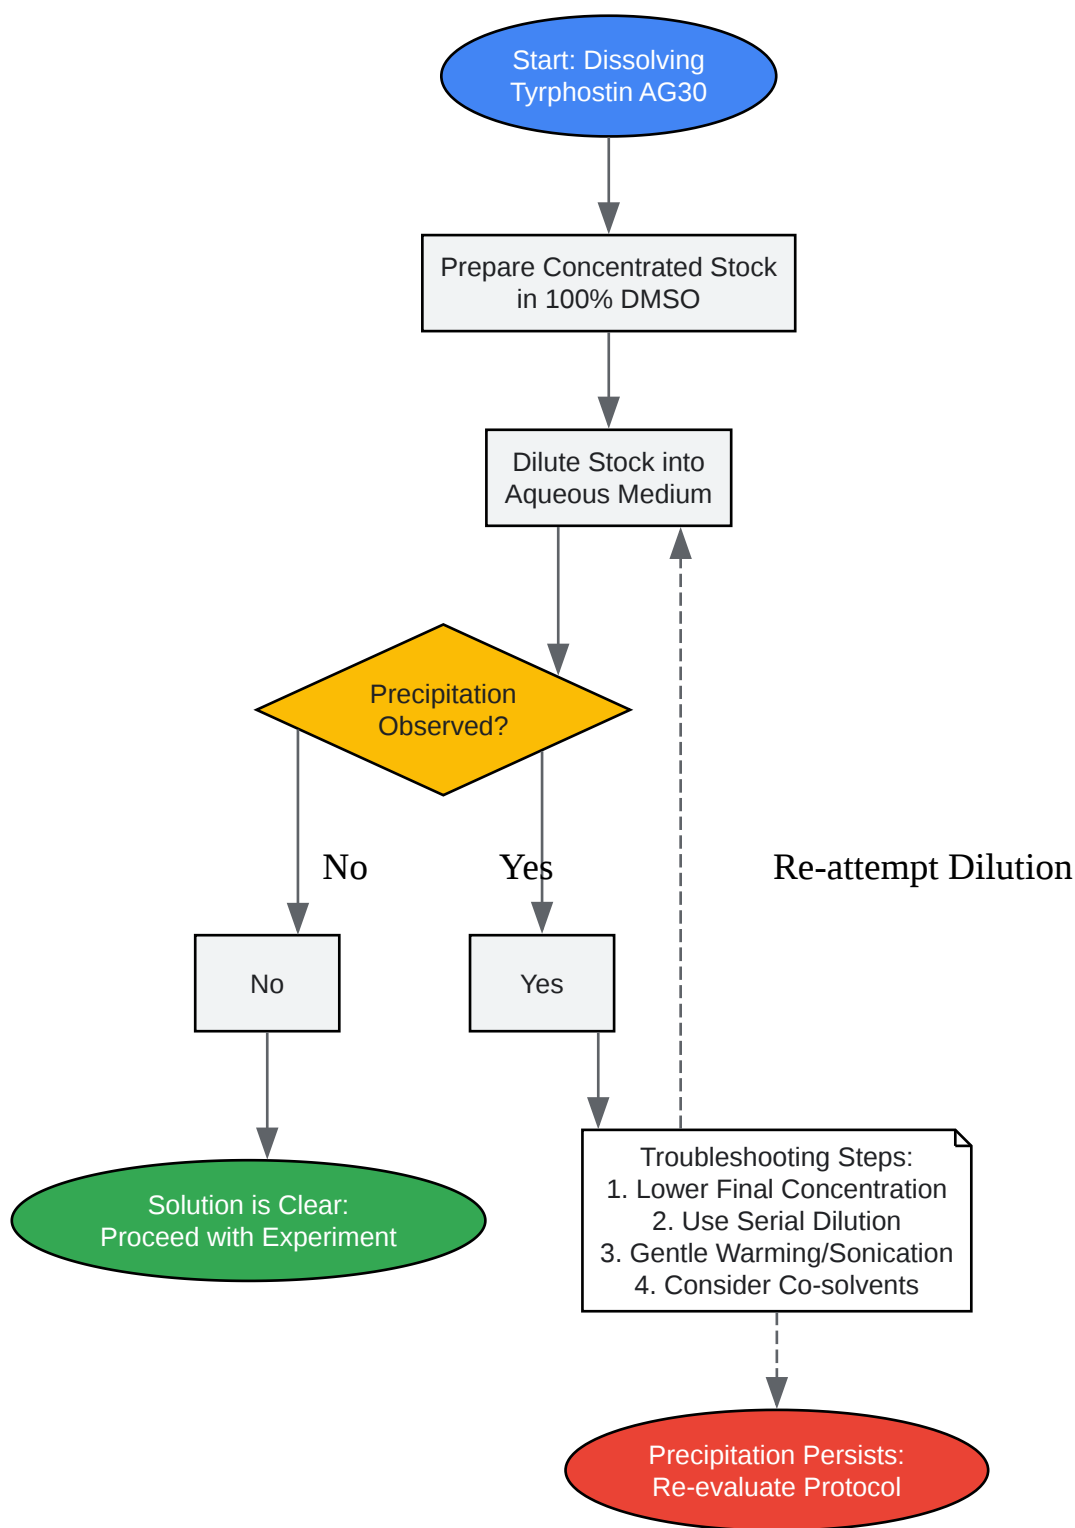 Start: Dissolving
Tyrphostin AG30
Prepare Concentrated Stock
in 100% DMSO
Dilute Stock into
Aqueous Medium
Precipitation
Observed?
No
Yes
Re-attempt Dilution
No
Yes
Troubleshooting Steps:
1. Lower Final Concentration
2. Use Serial Dilution
3. Gentle Warming/Sonication
4. Consider Co-solvents
Solution is Clear:
Proceed with Experiment
Precipitation Persists:
Re-evaluate Protocol